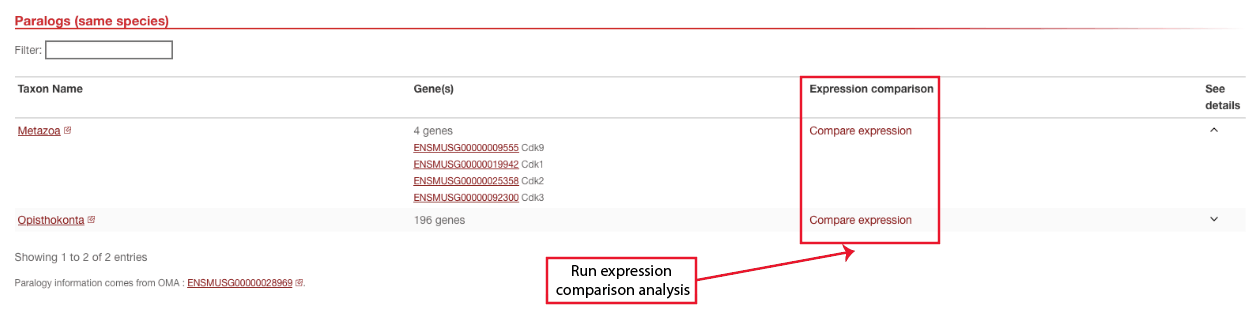 Paralogs (same species)
Filter:
Taxon Name Gene(s) Expression comparison See details
Metazoa 4 genes Compare expression
ENSMUSG00000009555 Cdk9
ENSMUSG00000019942 Cdk1
ENSMUSG00000025358 Cdk2
ENSMUSG00000092300 Cdk3
Opisthokonta 196 genes Compare expression
Showing 1 to 2 of 2 entries
Paralogy information comes from OMA : ENSMUSG00000028969 .
Run expression
comparison analysis